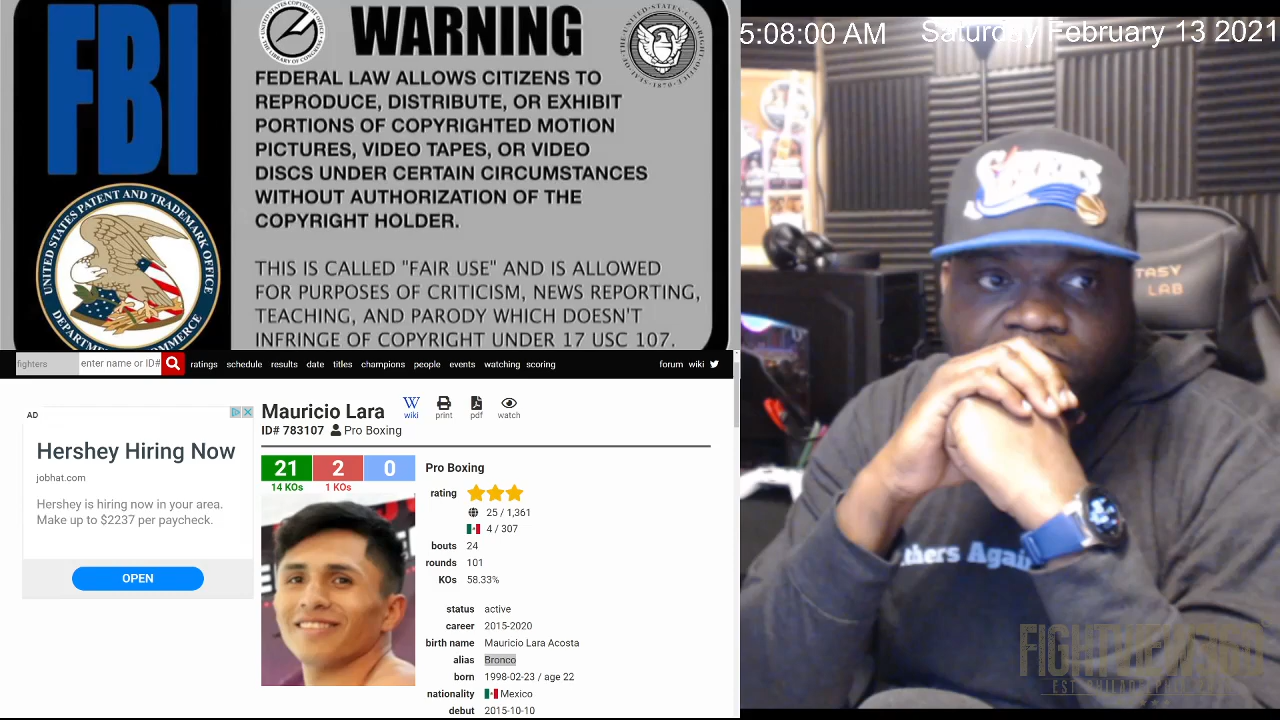 FBI
WARNING
FEDERAL LAW ALLOWS CITIZENS TO
REPRODUCE, DISTRIBUTE, OR EXHIBIT
PORTIONS OF COPYRIGHTED MOTION
PICTURES, VIDEO TAPES, OR VIDEO
DISCS UNDER CERTAIN CIRCUMSTANCES
WITHOUT AUTHORIZATION OF THE
COPYRIGHT HOLDER.
THIS IS CALLED "FAIR USE" AND IS ALLOWED
FOR PURPOSES OF CRITICISM, NEWS REPORTING,
TEACHING, AND PARODY WHICH DOESN'T
INFRINGE OF COPYRIGHT UNDER 17 USC 107.
UNITED STATES PATENT AND TRADEMARK OFFICE
5:08:00 AM Saturday February 13 2021
fighters enter name or ID# ratings schedule results date titles champions people events watching scoring forum wiki
AD
Hershey Hiring Now
jobhat.com
Hershey is hiring now in your area.
Make up to $2237 per paycheck.
OPEN
Mauricio Lara wiki print pdf watch
ID# 783107 Pro Boxing
21 2 0
14 KOs 1 KOs
Pro Boxing
rating
25 / 1,361
4 / 307
bouts 24
rounds 101
KOs 58.33%
status active
career 2015-2020
birth name Mauricio Lara Acosta
alias Bronco
born 1998-02-23 / age 22
nationality Mexico
debut 2015-10-10
TASY
LAB
thers Again
FIGHTVIEW360